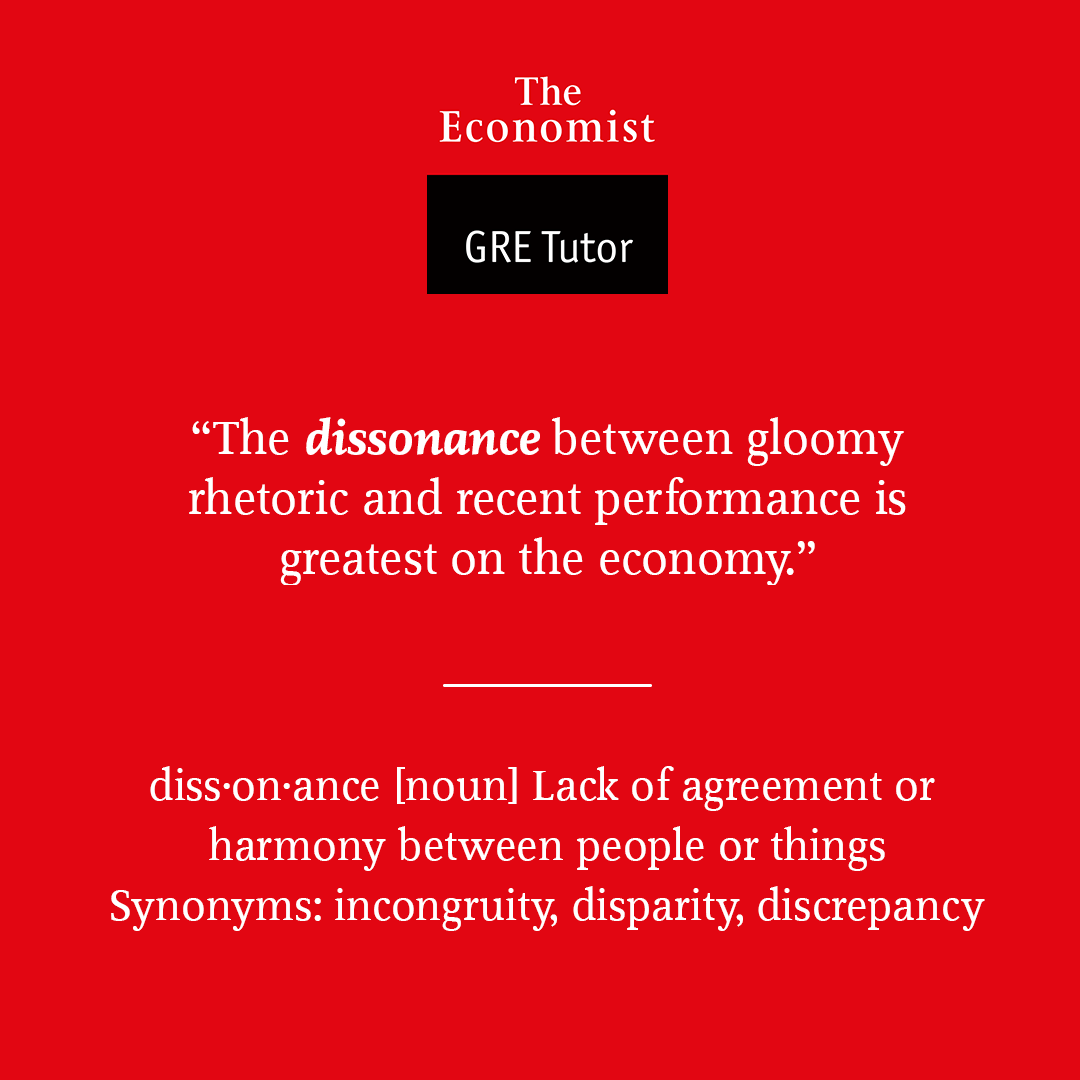 The
Economist
GRE Tutor
“The dissonance between gloomy
rhetoric and recent performance is
greatest on the economy.”
diss·on·ance [noun] Lack of agreement or
harmony between people or things
Synonyms: incongruity, disparity, discrepancy